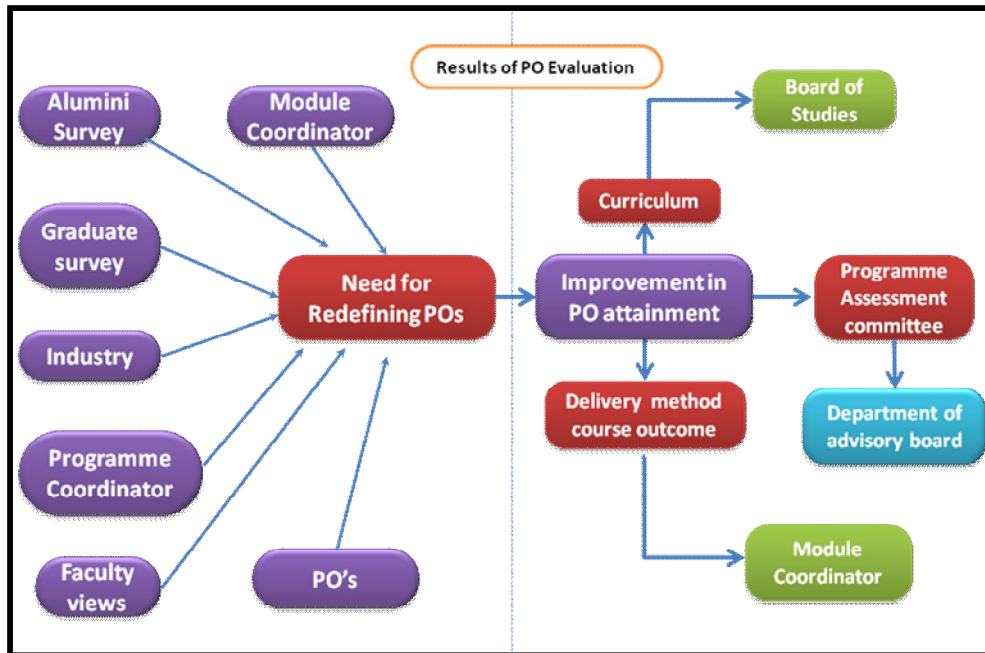 Results of PO Evaluation
Alumini
Survey
Module
Coordinator
Graduate
survey
Industry
Programme
Coordinator
Faculty
views
PO's
Need for
Redefining POs
Improvement in
PO attainment
Curriculum
Board of
Studies
Programme
Assessment
committee
Department of
advisory board
Delivery method
course outcome
Module
Coordinator